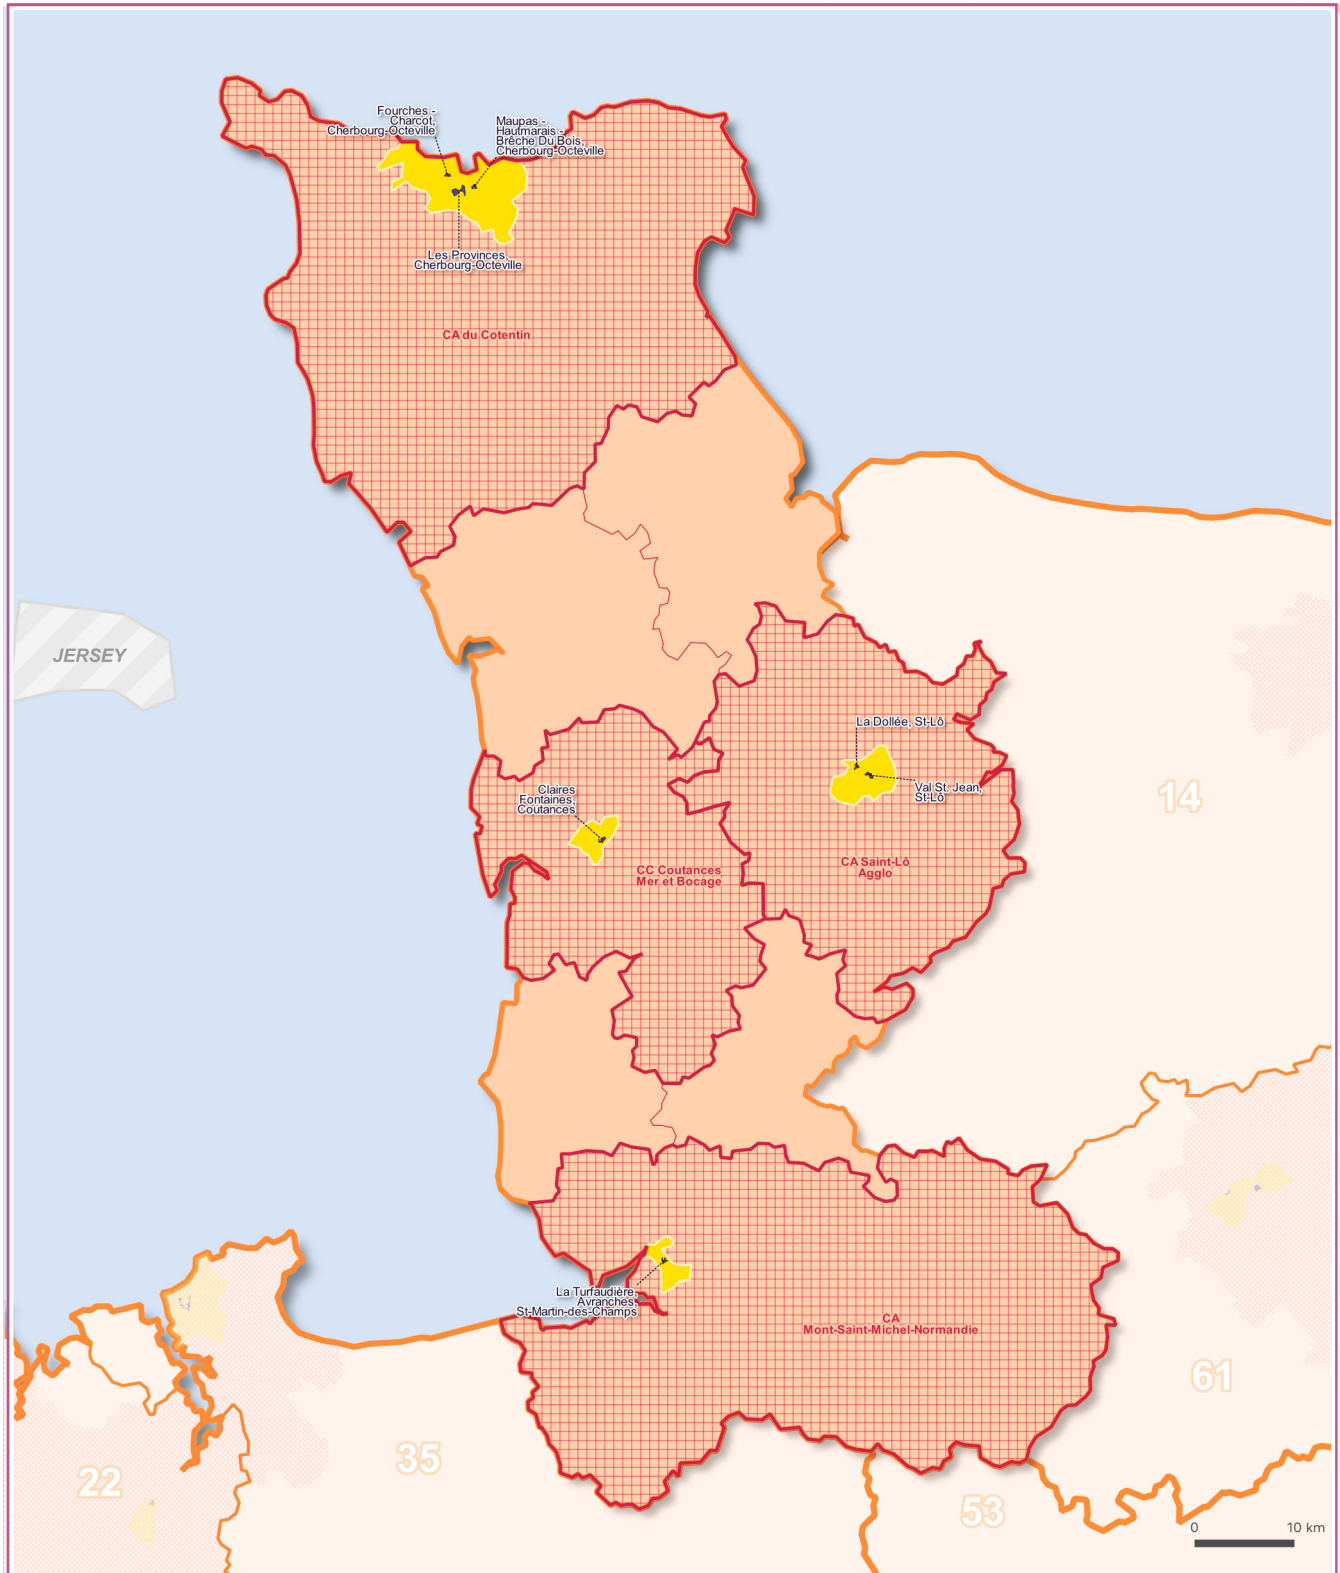 Fourches -
Charcot,
Cherbourg-Octeville
Maupas -
Hautmarais -
Brêche Du Bois,
Cherbourg-Octeville
Les Provinces,
Cherbourg-Octeville
CA du Cotentin
JERSEY
La Dollée, St-Lô
Val St. Jean,
St-Lô
Claires
Fontaines,
Coutances
14
CA Saint-Lô
Agglo
CC Coutances
Mer et Bocage
La Turfaudière,
Avranches,
St-Martin-des-Champs
CA
Mont-Saint-Michel-Normandie
61
35
22
53
0 10 km